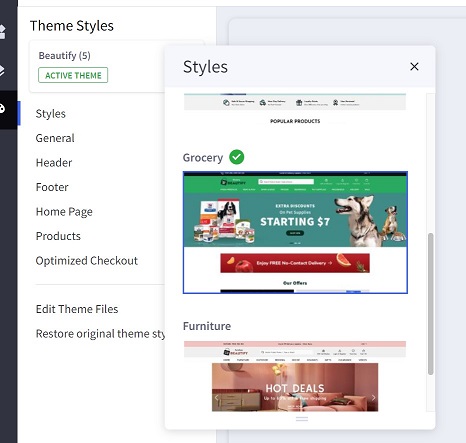 Theme Styles
Beautify (5)
ACTIVE THEME
Styles
General
Header
Footer
Home Page
Products
Optimized Checkout
Edit Theme Files
Restore original theme sty
Styles
POPULAR PRODUCTS
Grocery
BEAUTIFY
EXTRA DISCOUNTS
On Pet Supplies
STARTING $7
Enjoy FREE No-Contact Delivery
Our Offers
Furniture
BEAUTIFY
HOT DEALS